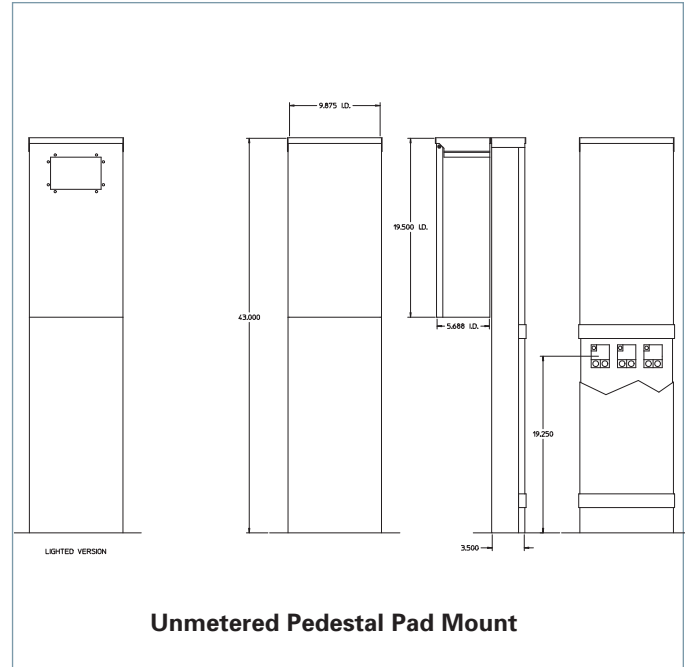 9.875 I.D.
19.500 I.D.
43.000
5.688 I.D.
19.250
3.500
LIGHTED VERSION
Unmetered Pedestal Pad Mount